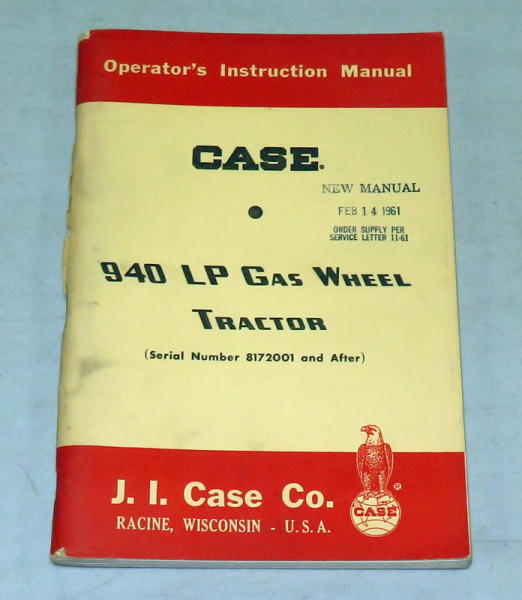 Operator's Instruction Manual
CASE®
NEW MANUAL
FEB 14 1961
ORDER SUPPLY PER
SERVICE LETTER 11-61
940 LP GAS WHEEL
TRACTOR
(Serial Number 8172001 and After)
J. I. Case Co.
RACINE, WISCONSIN - U.S.A.
CASE
®